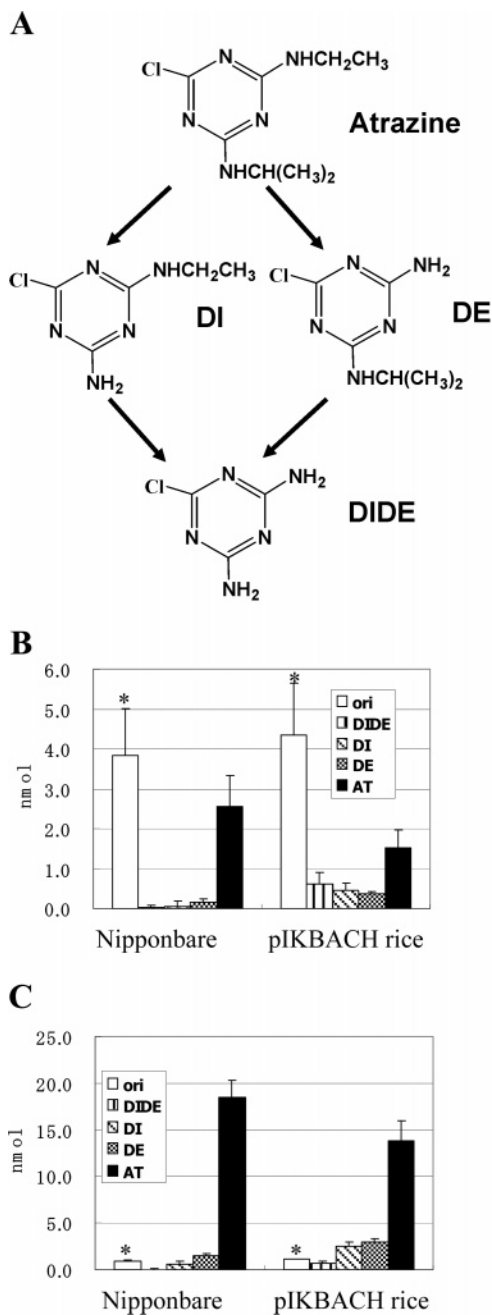 A
Cl
N
NHCH2CH3
N
N
Atrazine
NHCH(CH3)2
Cl
N
NHCH2CH3
N
N
DI
NH2
Cl
N
NH2
N
N
DE
NHCH(CH3)2
Cl
N
NH2
N
N
DIDE
NH2
B
6.0
5.0
4.0
3.0
2.0
1.0
0.0
nmol
*
*
ori
DIDE
DI
DE
AT
Nipponbare
pIKBACH rice
C
25.0
20.0
15.0
10.0
5.0
0.0
nmol
ori
DIDE
DI
DE
AT
*
*
Nipponbare
pIKBACH rice